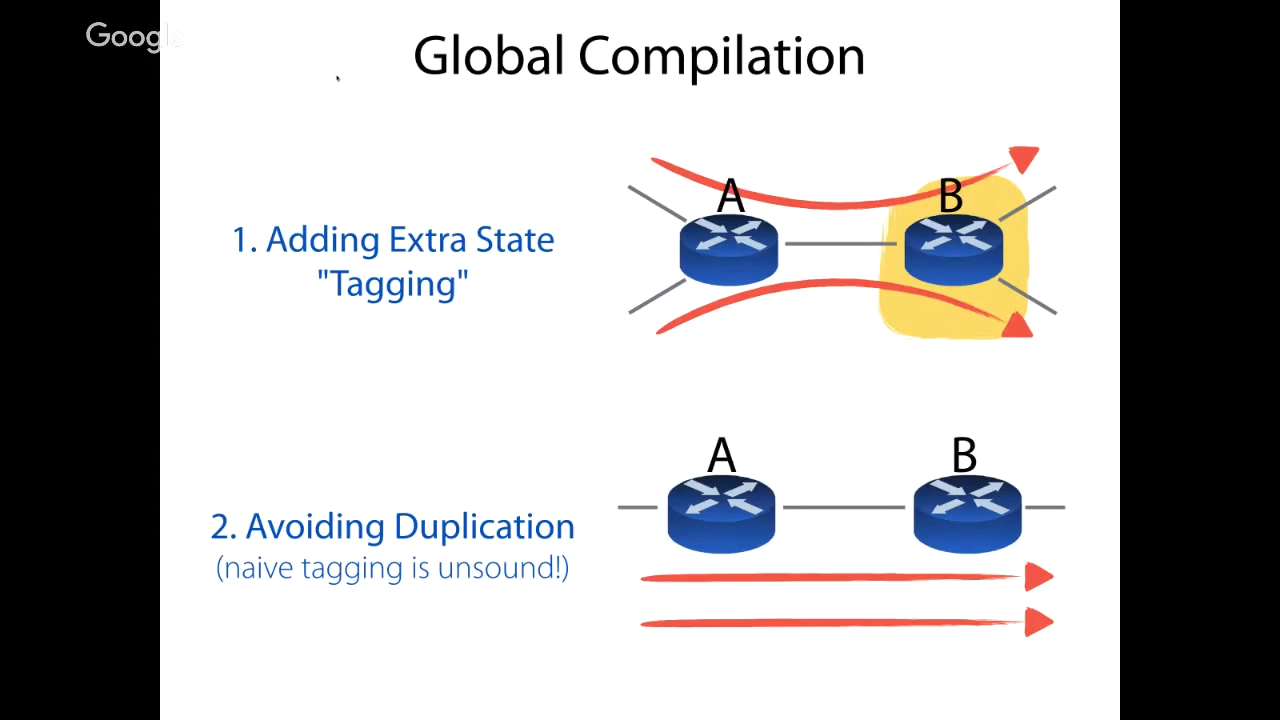 Google
Global Compilation
A
B
1. Adding Extra State
"Tagging"
A
B
2. Avoiding Duplication
(naive tagging is unsound!)